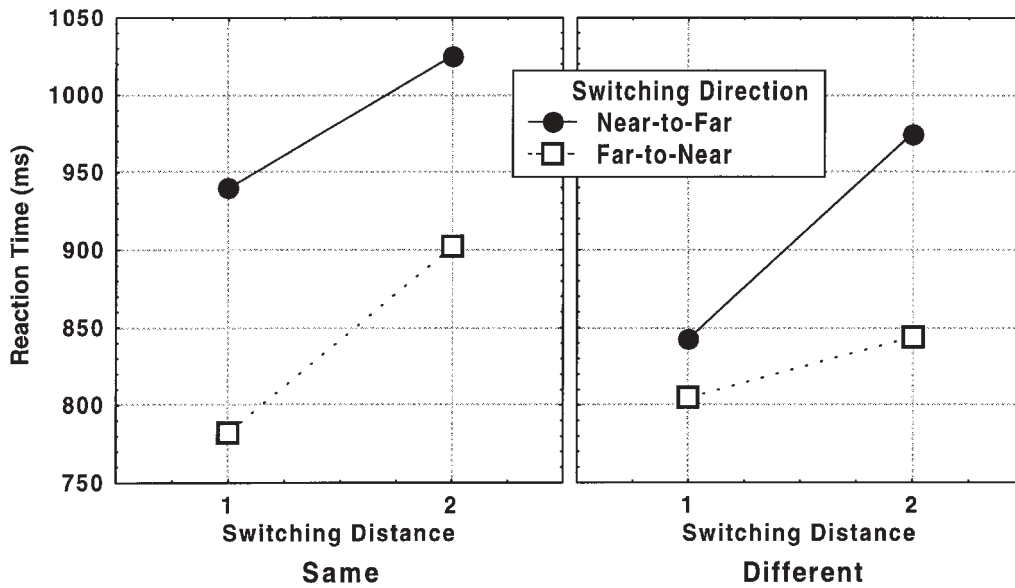 1050
1000
950
900
850
800
750
Reaction Time (ms)
Switching Direction
Near-to-Far
Far-to-Near
1 2
Switching Distance
Same
1 2
Switching Distance
Different